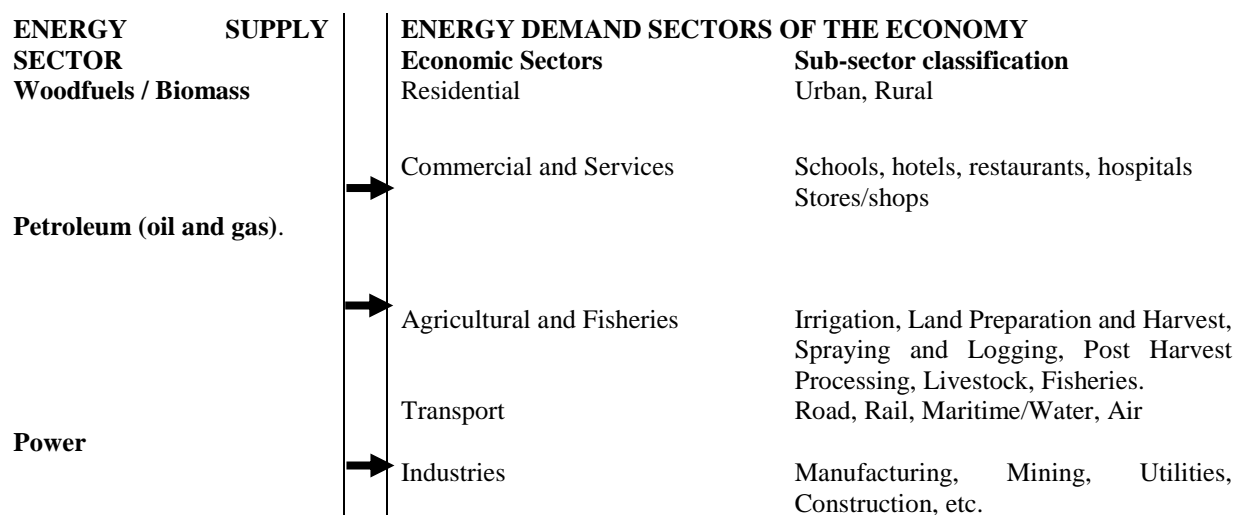 ENERGY SUPPLY SECTOR
ENERGY DEMAND SECTORS OF THE ECONOMY
Economic Sectors Sub-sector classification
Woodfuels / Biomass Residential Urban, Rural
Commercial and Services Schools, hotels, restaurants, hospitals
Stores/shops
Petroleum (oil and gas).
Agricultural and Fisheries Irrigation, Land Preparation and Harvest,
Spraying and Logging, Post Harvest
Processing, Livestock, Fisheries.
Transport Road, Rail, Maritime/Water, Air
Power
Industries Manufacturing, Mining, Utilities,
Construction, etc.